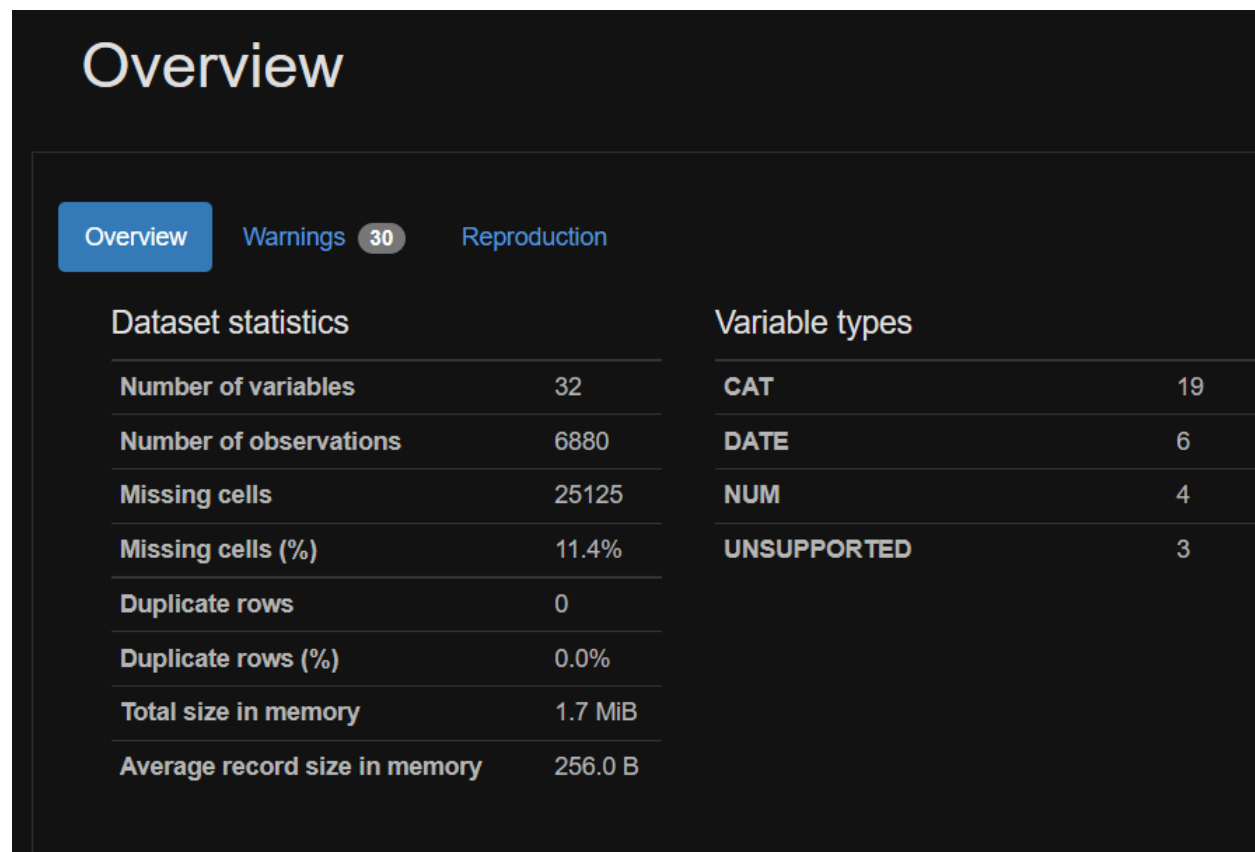 Overview
Overview Warnings 30 Reproduction
Dataset statistics
Number of variables 32
Number of observations 6880
Missing cells 25125
Missing cells (%) 11.4%
Duplicate rows 0
Duplicate rows (%) 0.0%
Total size in memory 1.7 MiB
Average record size in memory 256.0 B
Variable types
CAT 19
DATE 6
NUM 4
UNSUPPORTED 3